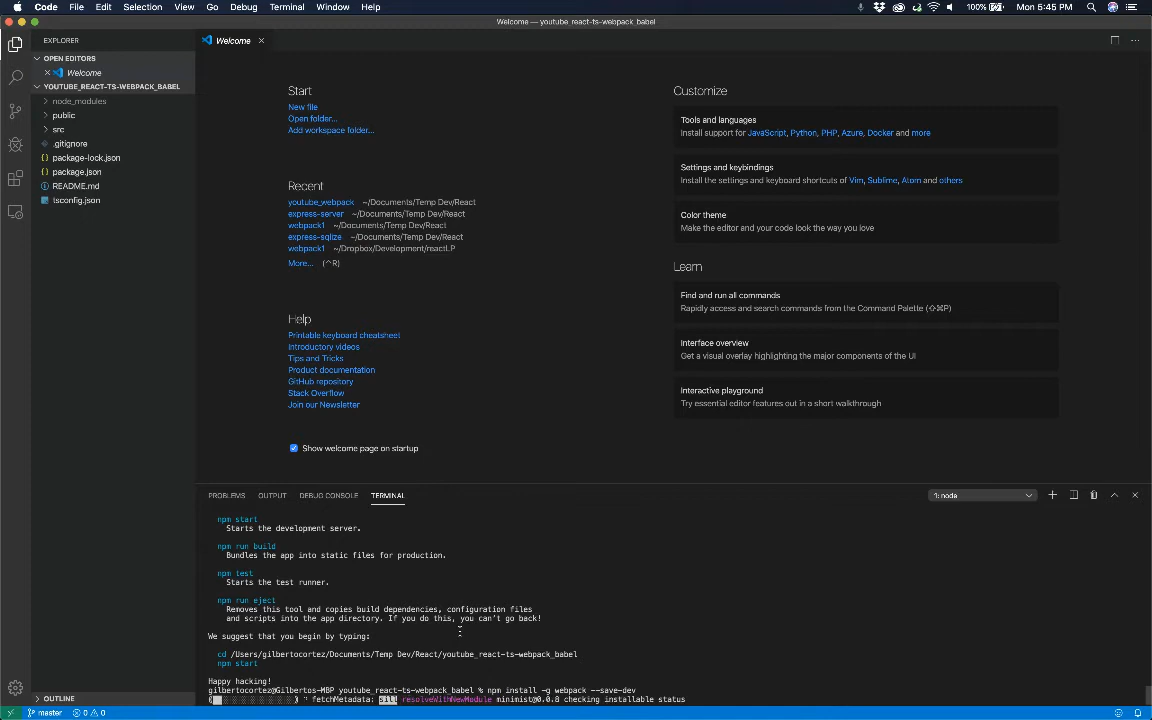 Code File Edit Selection View Go Debug Terminal Window Help 100% Mon 5:45 PM
Welcome — youtube_react-ts-webpack_babel
EXPLORER
OPEN EDITORS
Welcome
YOUTUBE_REACT-TS-WEBPACK_BABEL
node_modules
public
src
.gitignore
package-lock.json
package.json
README.md
tsconfig.json
OUTLINE
Welcome
Start
New file
Open folder...
Add workspace folder...
Recent
youtube_webpack ~/Documents/Temp Dev/React
express-server ~/Documents/Temp Dev/React
webpack1 ~/Documents/Temp Dev/React
express-sqlize ~/Documents/Temp Dev/React
webpack1 ~/Dropbox/Development/reactLP
More... (^R)
Help
Printable keyboard cheatsheet
Introductory videos
Tips and Tricks
Product documentation
GitHub repository
Stack Overflow
Join our Newsletter
Show welcome page on startup
Customize
Tools and languages
Install support for JavaScript, Python, PHP, Azure, Docker and more
Settings and keybindings
Install the settings and keyboard shortcuts of Vim, Sublime, Atom and others
Color theme
Make the editor and your code look the way you love
Learn
Find and run all commands
Rapidly access and search commands from the Command Palette (⇧⌘P)
Interface overview
Get a visual overlay highlighting the major components of the UI
Interactive playground
Try essential editor features out in a short walkthrough
PROBLEMS OUTPUT DEBUG CONSOLE TERMINAL 1: node
npm start
Starts the development server.
npm run build
Bundles the app into static files for production.
npm test
Starts the test runner.
npm run eject
Removes this tool and copies build dependencies, configuration files
and scripts into the app directory. If you do this, you can't go back!
We suggest that you begin by typing:
cd /Users/gilbertocortez/Documents/Temp Dev/React/youtube_react-ts-webpack_babel
npm start
Happy hacking!
gilbertocortez@Gilbertos-MBP youtube_react-ts-webpack_babel % npm install -g webpack --save-dev
fetchMetadata: sill resolveWithNewModule minimist@0.0.8 checking installable status
master 0 0